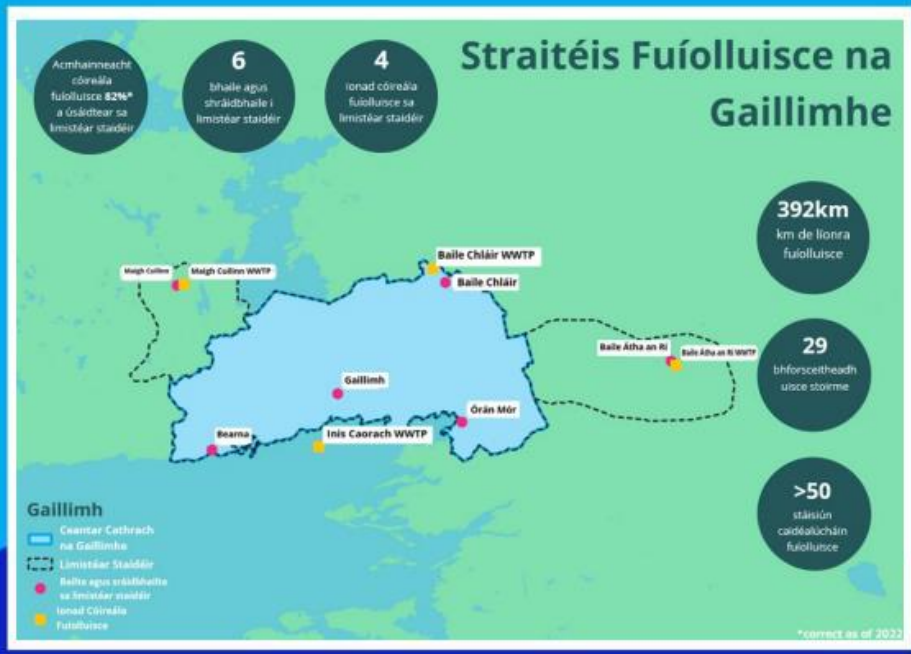 Straitéis Fuíolluisce na
Gaillimhe
Acmhainneacht
cóireála
fuíolluisce 82%*
a úsáidtear sa
limistéar staidéir
6
bhaile agus
shráidbhaile i
limistéar staidéir
4
ionad cóireála
fuíolluisce sa
limistéar staidéir
392km
km de líonra
fuíolluisce
29
bhforsceitheadh
uisce stoirme
>50
stáisiún
caidéalúcháin
fuíolluisce
Maigh Cuilinn
Maigh Cuilinn WWTP
Baile Chláir WWTP
Baile Chláir
Baile Átha an Rí
Baile Átha an Rí WWTP
Gaillimh
Órán Mór
Bearna
Inis Caorach WWTP
Gaillimh
Ceantar Cathrach
na Gaillimhe
Limistéar Staidéir
Bailte agus sráidbhailte
sa limistéar staidéir
Ionad Cóireála
Fuíolluisce
*correct as of 2022